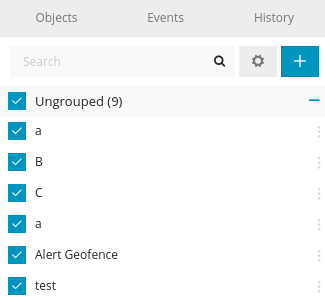 Objects Events History
Search
Ungrouped (9)
a
B
C
a
Alert Geofence
test